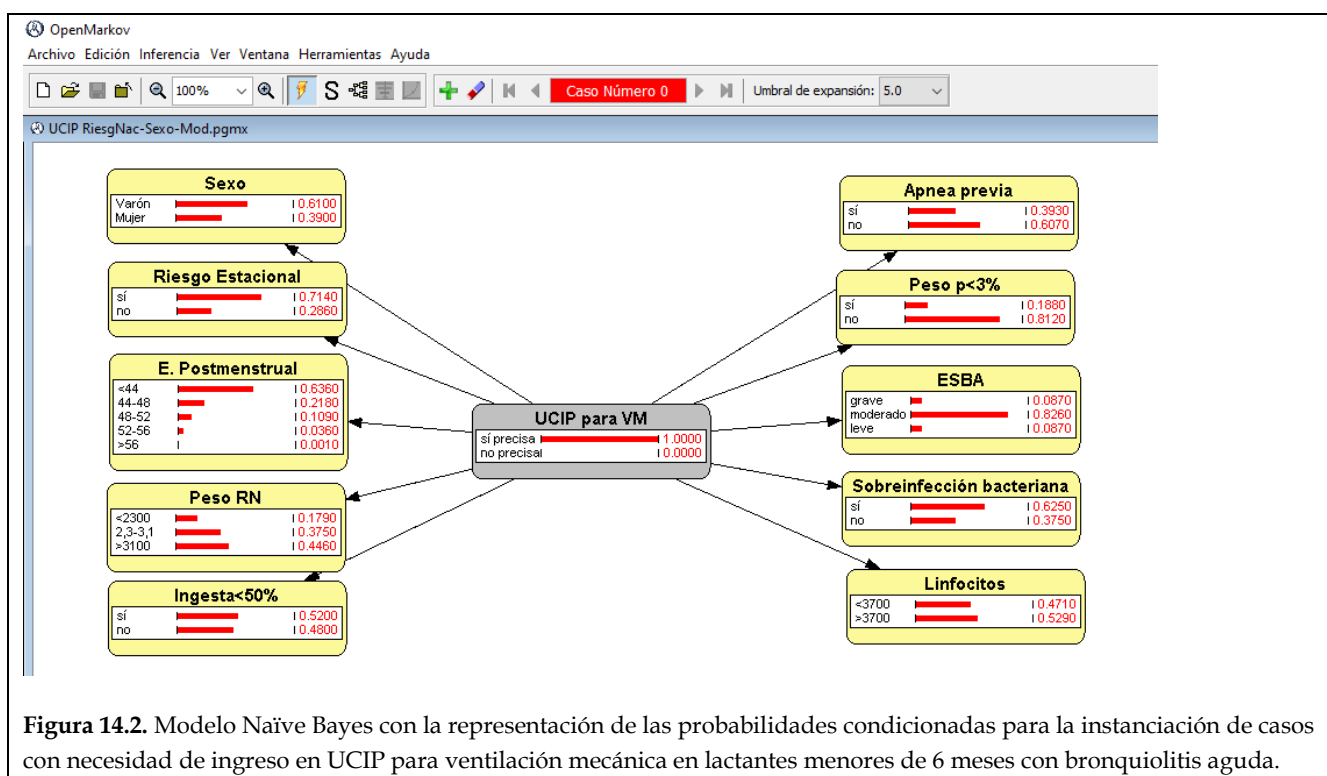 OpenMarkov
Archivo Edición Inferencia Ver Ventana Herramientas Ayuda
100% S Caso Número 0 Umbral de expansión: 5.0
UCIP RiesgNac-Sexo-Mod.pgmx
Sexo
Varón 0.6100
Mujer 0.3900
Riesgo Estacional
sí 0.7140
no 0.2860
E. Postmenstrual
<44 0.6360
44-48 0.2180
48-52 0.1090
52-56 0.0360
>56 0.0010
Peso RN
<2300 0.1790
2,3-3,1 0.3750
>3100 0.4460
Ingesta<50%
sí 0.5200
no 0.4800
UCIP para VM
sí precisa 1.0000
no precisa 0.0000
Apnea previa
sí 0.3930
no 0.6070
Peso p<3%
sí 0.1880
no 0.8120
ESBA
grave 0.0870
moderado 0.8260
leve 0.0870
Sobreinfección bacteriana
sí 0.6250
no 0.3750
Linfocitos
<3700 0.4710
>3700 0.5290
Figura 14.2. Modelo Naïve Bayes con la representación de las probabilidades condicionadas para la instanciación de casos
con necesidad de ingreso en UCIP para ventilación mecánica en lactantes menores de 6 meses con bronquiolitis aguda.